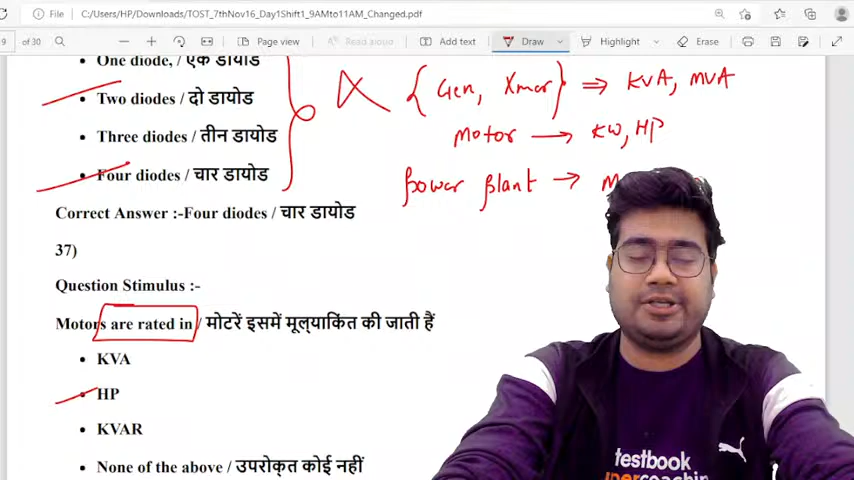 File
C:/Users/HP/Downloads/TOST_7thNov16_Day1Shift1_9AMto11AM_Changed.pdf
9 of 30
Read aloud
Add text
Draw
Highlight
Erase
One diode, / एक डायोड
Two diodes / दो डायोड
Three diodes / तीन डायोड
Four diodes / चार डायोड
Correct Answer :-Four diodes / चार डायोड
37)
Question Stimulus :-
Motors are rated in / मोटरें इसमें मूल्याकिंत की जाती हैं
KVA
HP
KVAR
None of the above / उपरोक्त कोई नहीं
{Gen, Xmer} ⇒ KVA, MVA
Motor → KW, HP
Power Plant →
testbook